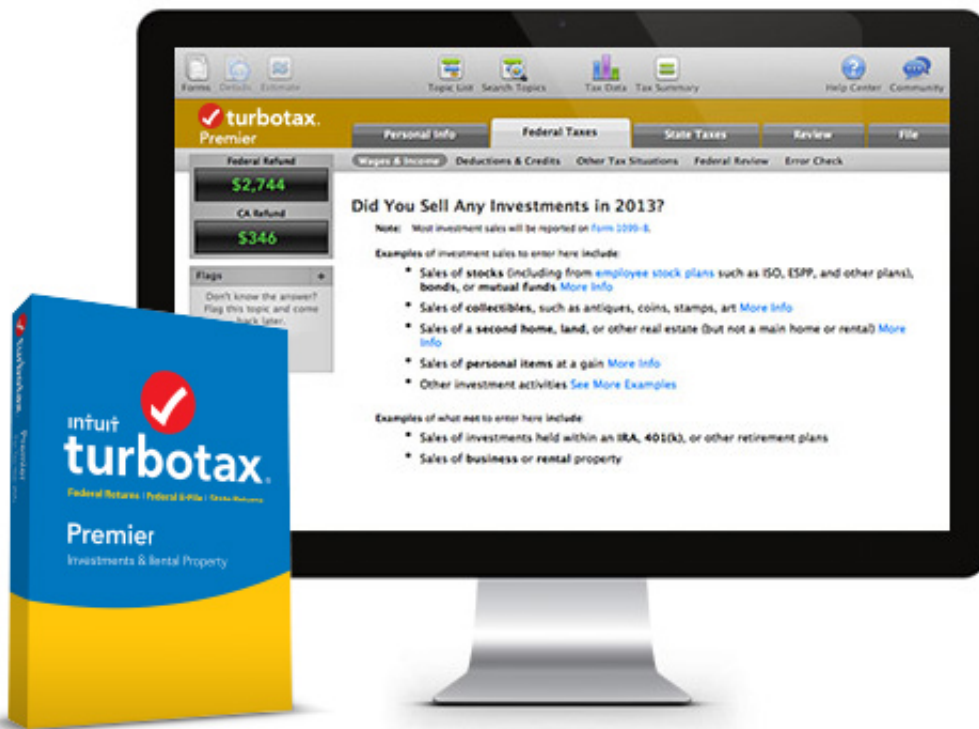 Forms Details Estimate Topic List Search Topics Tax Data Tax Summary Help Center Community
turbotax.
Premier
Personal Info Federal Taxes State Taxes Review File
Wages & Income Deductions & Credits Other Tax Situations Federal Review Error Check
Federal Refund
$2,744
CA Refund
$346
Flags +
Don't know the answer?
Flag this topic and come
back later.
Did You Sell Any Investments in 2013?
Note: Most investment sales will be reported on Form 1099-B.
Examples of investment sales to enter here include:
• Sales of stocks (including from employee stock plans such as ISO, ESPP, and other plans),
bonds, or mutual funds More Info
• Sales of collectibles, such as antiques, coins, stamps, art More Info
• Sales of a second home, land, or other real estate (but not a main home or rental) More
Info
• Sales of personal items at a gain More Info
• Other investment activities See More Examples
Examples of what not to enter here include:
• Sales of investments held within an IRA, 401(k), or other retirement plans
• Sales of business or rental property
turbotax.
Premier
intuit
turbotax.
Federal Returns | Federal E-File | State Returns
Premier
Investments & Rental Property